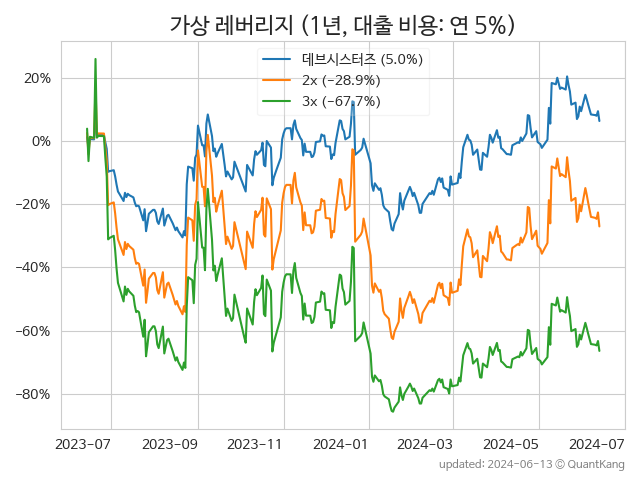 가상 레버리지 (1년, 대출 비용: 연 5%)
데브시스터즈 (5.0%)
2x (−28.9%)
3x (−67.7%)
20%
0%
−20%
−40%
−60%
−80%
2023-07 2023-09 2023-11 2024-01 2024-03 2024-05 2024-07
updated: 2024-06-13 © QuantKang